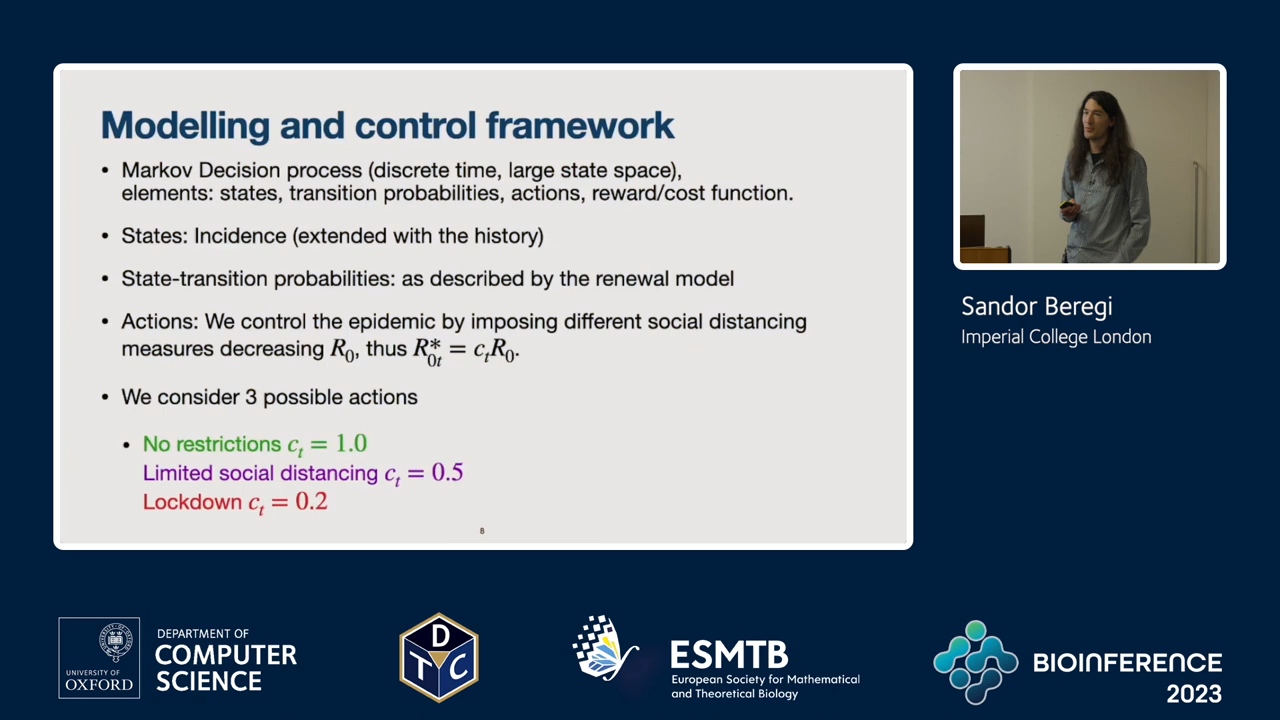 Modelling and control framework
• Markov Decision process (discrete time, large state space),
elements: states, transition probabilities, actions, reward/cost function.
• States: Incidence (extended with the history)
• State-transition probabilities: as described by the renewal model
• Actions: We control the epidemic by imposing different social distancing
measures decreasing R₀, thus R*₀ₜ = cₜR₀.
• We consider 3 possible actions
• No restrictions cₜ = 1.0
Limited social distancing cₜ = 0.5
Lockdown cₜ = 0.2
8
Sandor Beregi
Imperial College London
UNIVERSITY OF
OXFORD
DEPARTMENT OF
COMPUTER
SCIENCE
D
T C
ESMTB
European Society for Mathematical
and Theoretical Biology
BIOINFERENCE
2023